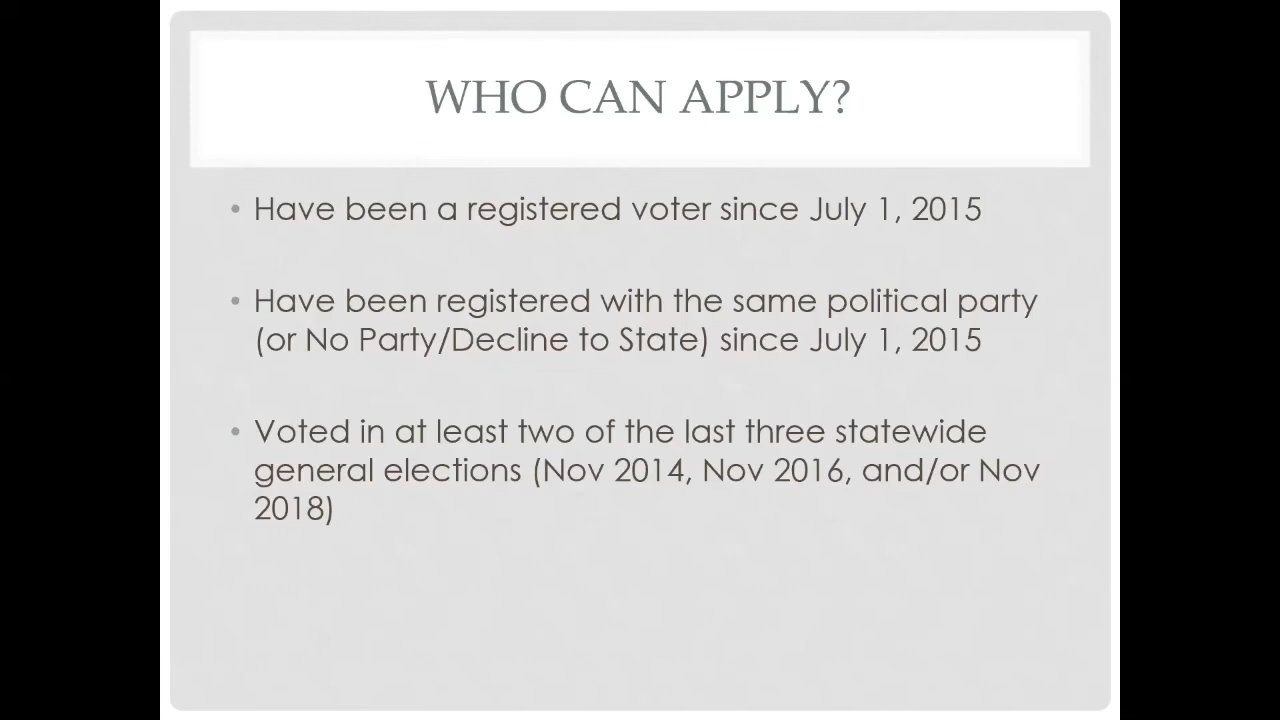 WHO CAN APPLY?
• Have been a registered voter since July 1, 2015
• Have been registered with the same political party
(or No Party/Decline to State) since July 1, 2015
• Voted in at least two of the last three statewide
general elections (Nov 2014, Nov 2016, and/or Nov
2018)